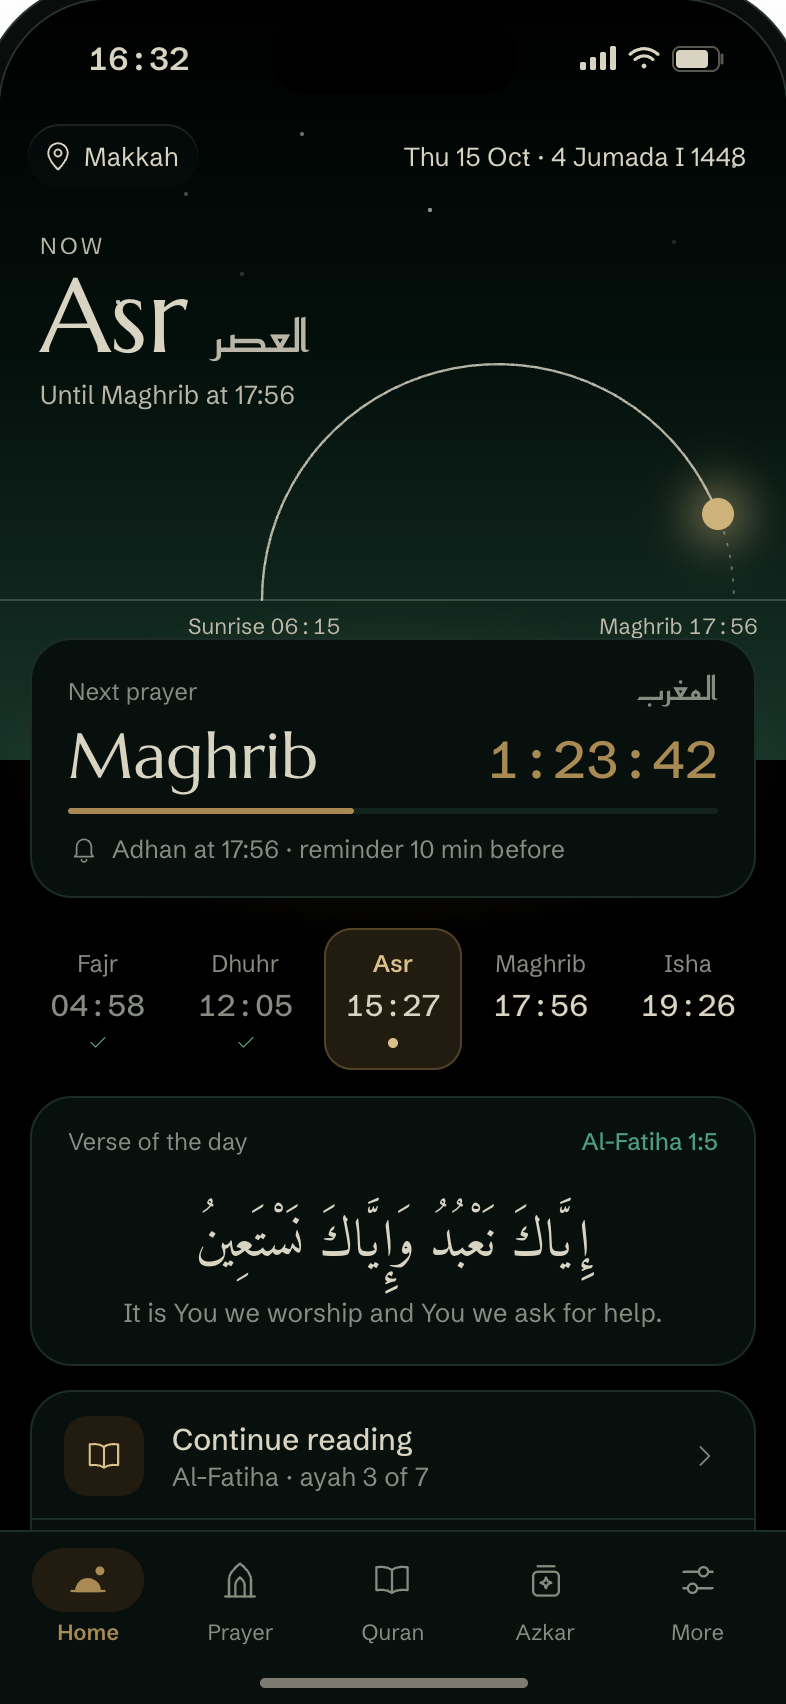 16:32
Makkah
Thu 15 Oct · 4 Jumada I 1448
NOW
Asr العصر
Until Maghrib at 17:56
Sunrise 06:15
Maghrib 17:56
Next prayer
المغرب
Maghrib
1:23:42
Adhan at 17:56 · reminder 10 min before
Fajr Dhuhr Asr Maghrib Isha
04:58 12:05 15:27 17:56 19:26
Verse of the day
Al-Fatiha 1:5
إِيَّاكَ نَعْبُدُ وَإِيَّاكَ نَسْتَعِينُ
It is You we worship and You we ask for help.
Continue reading
Al-Fatiha · ayah 3 of 7
Home Prayer Quran Azkar More